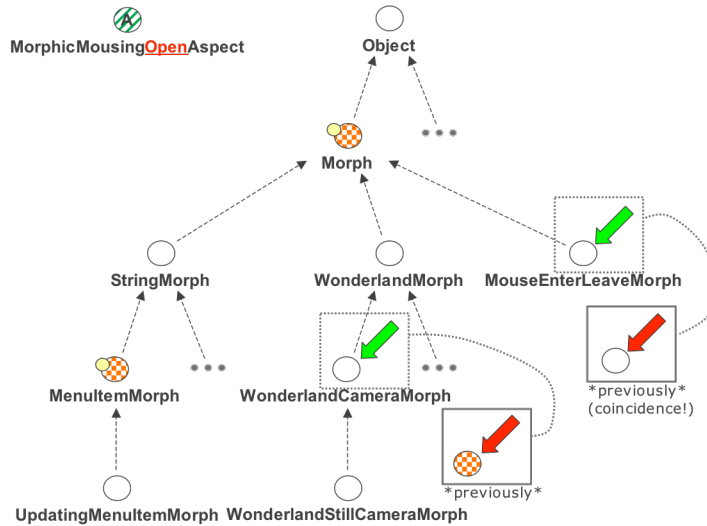 A
MorphicMousingOpenAspect
Object
Morph
StringMorph
WonderlandMorph
MouseEnterLeaveMorph
MenuItemMorph
WonderlandCameraMorph
*previously*
(coincidence!)
*previously*
UpdatingMenuItemMorph
WonderlandStillCameraMorph